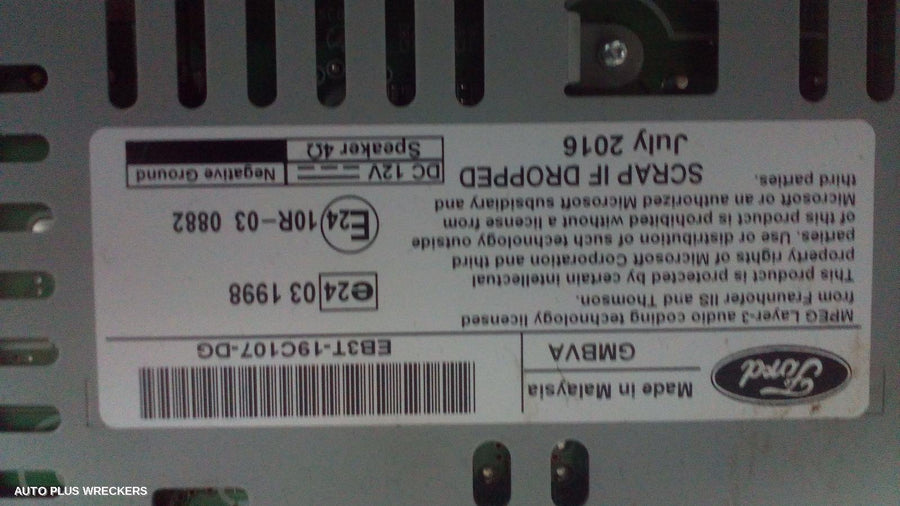 Ford
Made in Malaysia
GMBVA
EB3T-19C107-DG
MPEG Layer-3 audio coding technology licensed
from Fraunhofer IIS and Thomson.
This product is protected by certain intellectual
property rights of Microsoft Corporation and third
parties. Use or distribution of such technology outside
of this product is prohibited without a license from
Microsoft or an authorized Microsoft subsidiary and
third parties.
SCRAP IF DROPPED
July 2016
e24 03 1998
E24 10R-03 0882
DC 12V
Negative Ground
Speaker 4Ω
AUTO PLUS WRECKERS